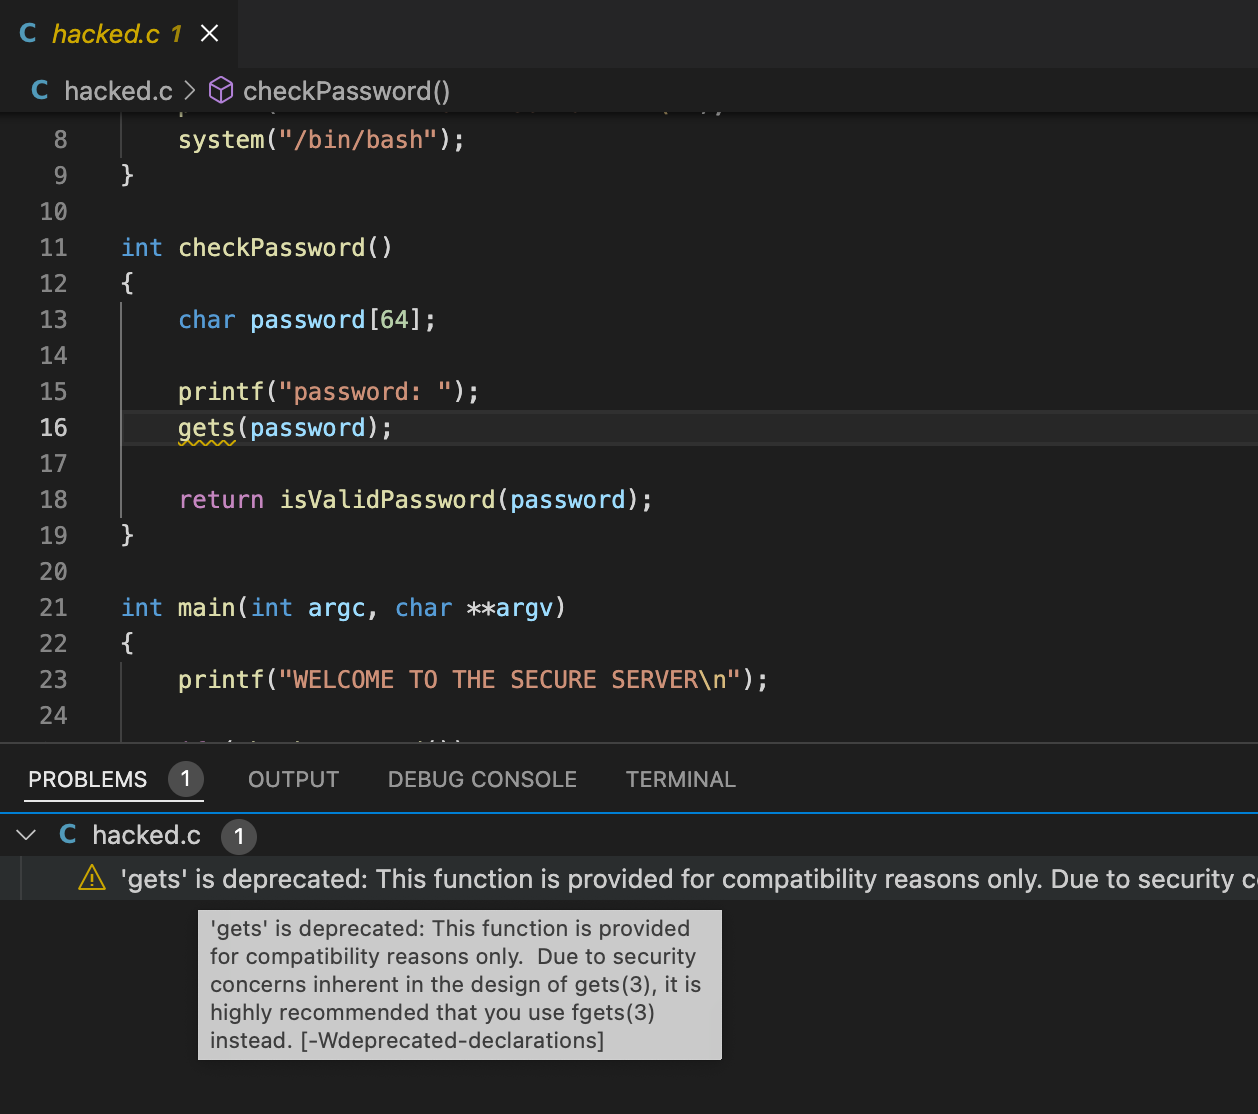 C hacked.c 1
C hacked.c > checkPassword()
8 system("/bin/bash");
9 }
10
11 int checkPassword()
12 {
13 char password[64];
14
15 printf("password: ");
16 gets(password);
17
18 return isValidPassword(password);
19 }
20
21 int main(int argc, char **argv)
22 {
23 printf("WELCOME TO THE SECURE SERVER\n");
24
PROBLEMS 1 OUTPUT DEBUG CONSOLE TERMINAL
C hacked.c 1
'gets' is deprecated: This function is provided for compatibility reasons only. Due to security
'gets' is deprecated: This function is provided
for compatibility reasons only.  Due to security
concerns inherent in the design of gets(3), it is
highly recommended that you use fgets(3)
instead. [-Wdeprecated-declarations]